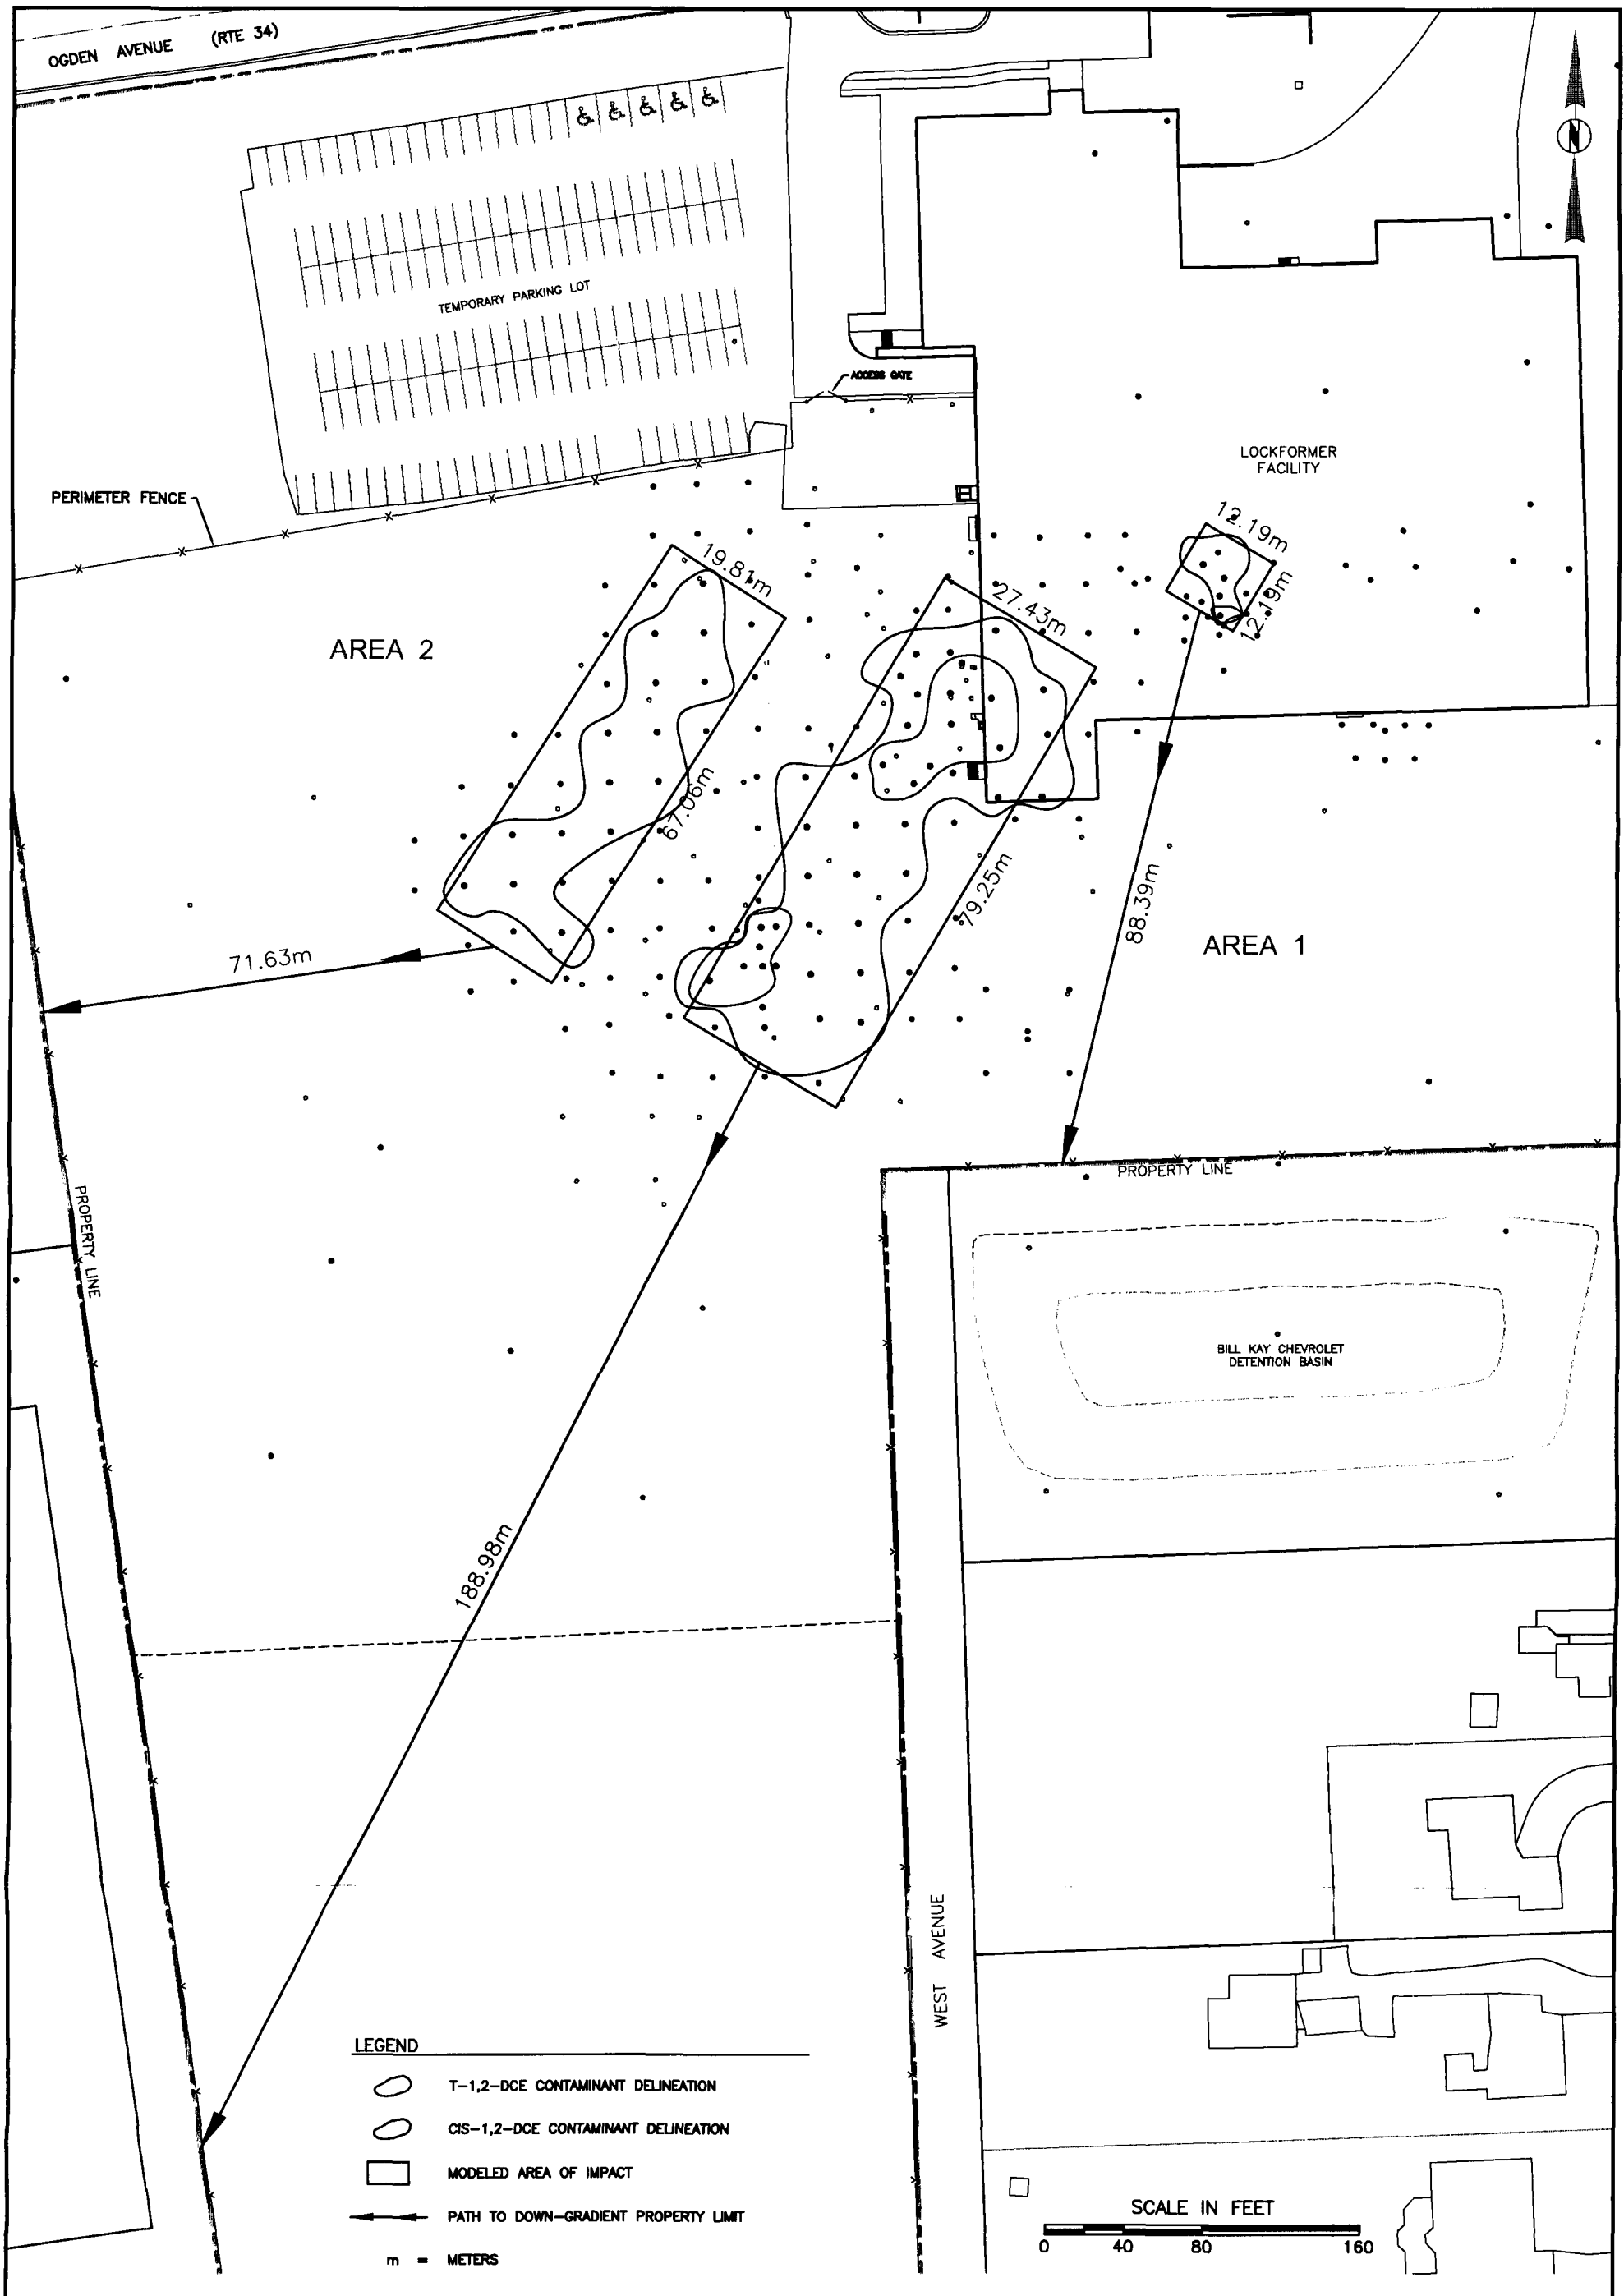 OGDEN AVENUE (RTE 34)
TEMPORARY PARKING LOT
ACCESS GATE
N
LOCKFORMER
FACILITY
PERIMETER FENCE
12.19m
12.19m
19.81m
27.43m
AREA 2
67.06m
79.25m
88.39m
AREA 1
71.63m
PROPERTY LINE
PROPERTY LINE
BILL KAY CHEVROLET
DETENTION BASIN
188.98m
WEST AVENUE
LEGEND
T-1,2-DCE CONTAMINANT DELINEATION
CIS-1,2-DCE CONTAMINANT DELINEATION
MODELED AREA OF IMPACT
PATH TO DOWN-GRADIENT PROPERTY LIMIT
m = METERS
SCALE IN FEET
0 40 80 160